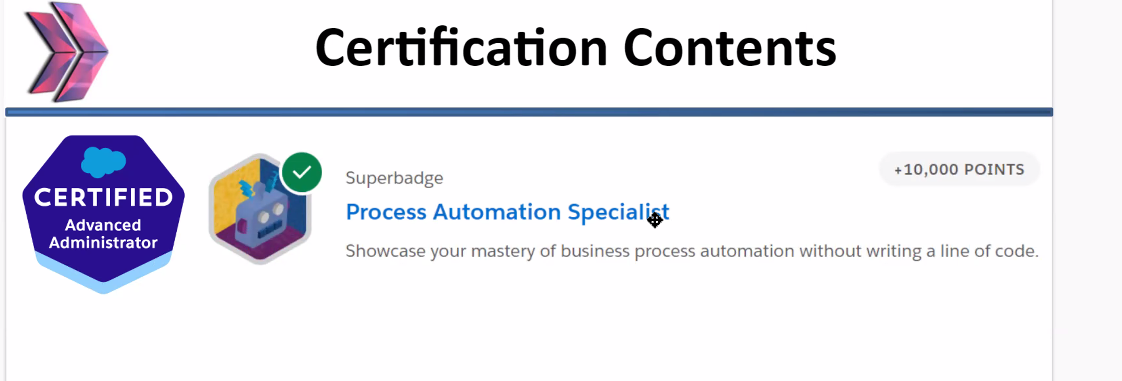 Certification Contents
CERTIFIED
Advanced
Administrator
Superbadge
+10,000 POINTS
Process Automation Specialist
Showcase your mastery of business process automation without writing a line of code.